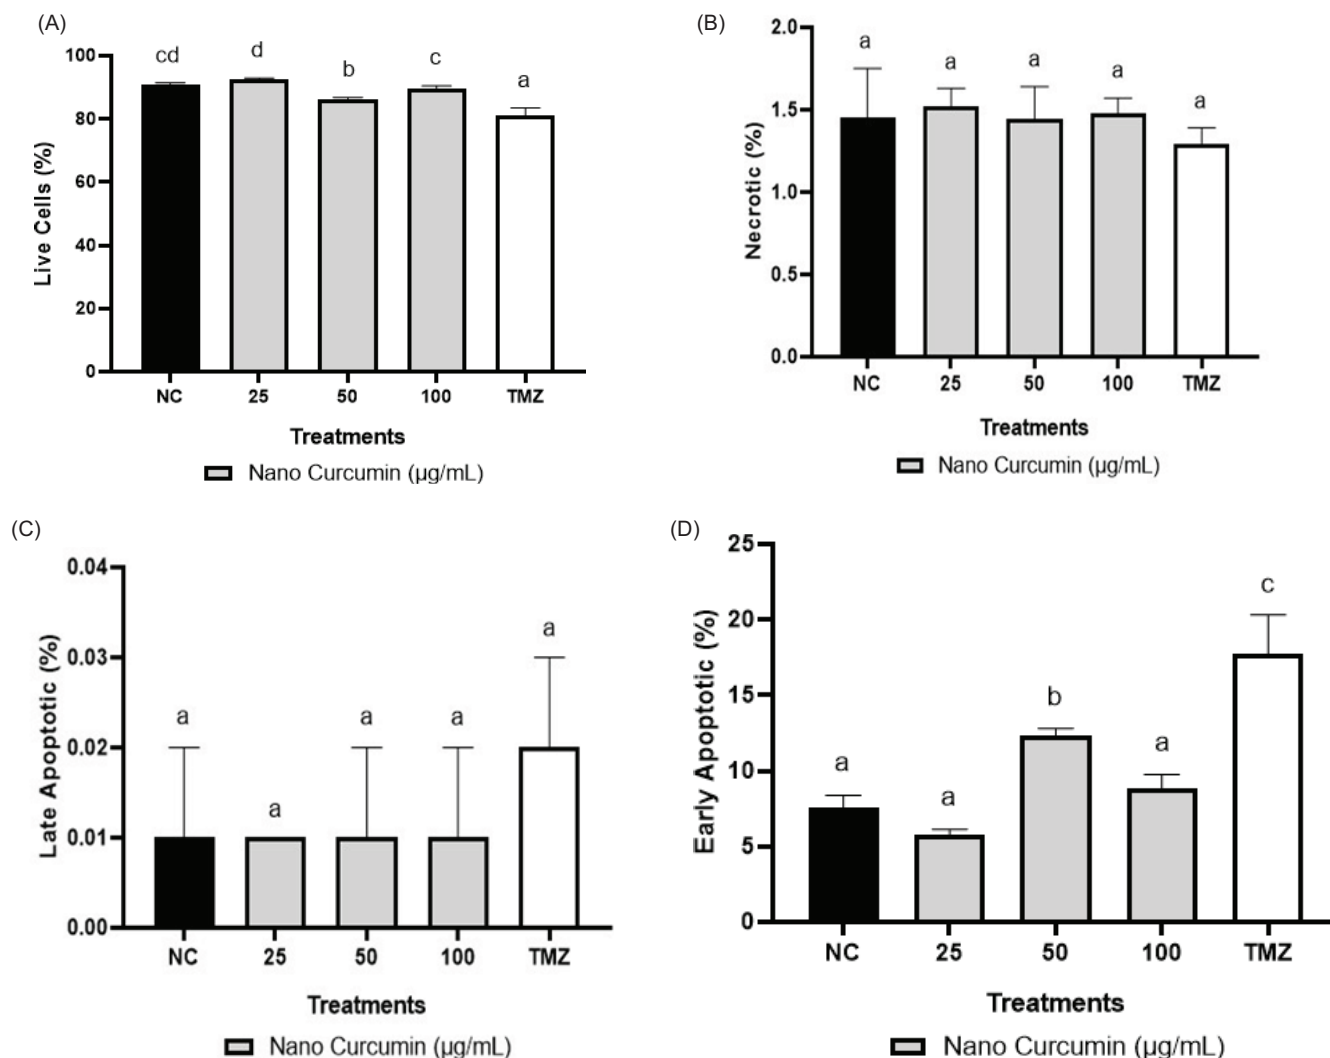 (A)
cd
d
b
c
a
100
80
60
40
20
0
Live Cells (%)
NC 25 50 100 TMZ
Treatments
Nano Curcumin (µg/mL)
(B)
a
a
a
a
a
2.0
1.5
1.0
0.5
0.0
Necrotic (%)
NC 25 50 100 TMZ
Treatments
Nano Curcumin (µg/mL)
(C)
a
a
a
a
a
0.04
0.03
0.02
0.01
0.00
Late Apoptotic (%)
NC 25 50 100 TMZ
Treatments
Nano Curcumin (µg/mL)
(D)
a
a
b
a
c
25
20
15
10
5
0
Early Apoptotic (%)
NC 25 50 100 TMZ
Treatments
Nano Curcumin (µg/mL)